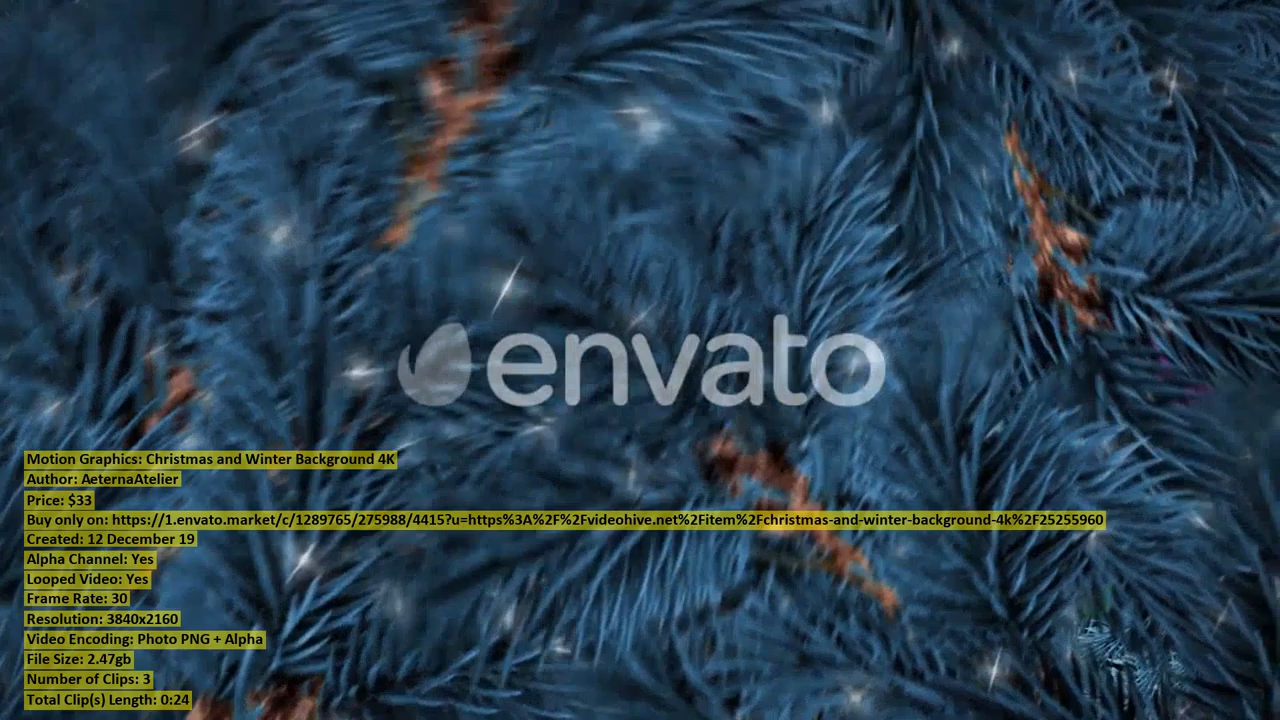 envato
Motion Graphics: Christmas and Winter Background 4K
Author: AeternaAtelier
Price: $33
Buy only on: https://1.envato.market/c/1289765/275988/4415?u=https%3A%2F%2Fvideohive.net%2Fitem%2Fchristmas-and-winter-background-4k%2F25255960
Created: 12 December 19
Alpha Channel: Yes
Looped Video: Yes
Frame Rate: 30
Resolution: 3840x2160
Video Encoding: Photo PNG + Alpha
File Size: 2.47gb
Number of Clips: 3
Total Clip(s) Length: 0:24